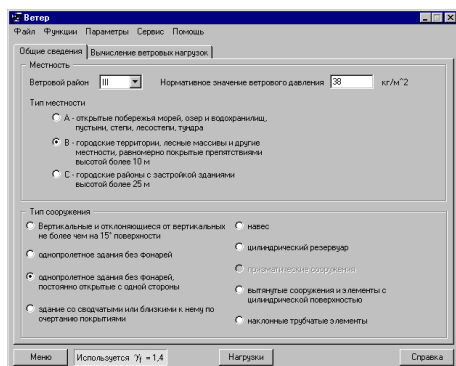 Ветер
Файл Функции Параметры Сервис Помощь
Общие сведения Вычисление ветровых нагрузок
Местность
Ветровой район III Нормативное значение ветрового давления 38 кг/м^2
Тип местности
А - открытые побережья морей, озер и водохранилищ,
пустыни, степи, лесостепи, тундра
В - городские территории, лесные массивы и другие
местности, равномерно покрытые препятствиями
высотой более 10 м
С - городские районы с застройкой зданиями
высотой более 25 м
Тип сооружения
Вертикальные и отклоняющиеся от вертикальных
не более чем на 15° поверхности
однопролетное здания без фонарей
однопролетное здания без фонарей,
постоянно открытые с одной стороны
здание со сводчатыми или близкими к нему по
очертанию покрытиями
навес
цилиндрический резервуар
призматические сооружения
вытянутые сооружения и элементы с
цилиндрической поверхностью
наклонные трубчатые элементы
Меню Используется γf = 1,4 Нагрузки Справка